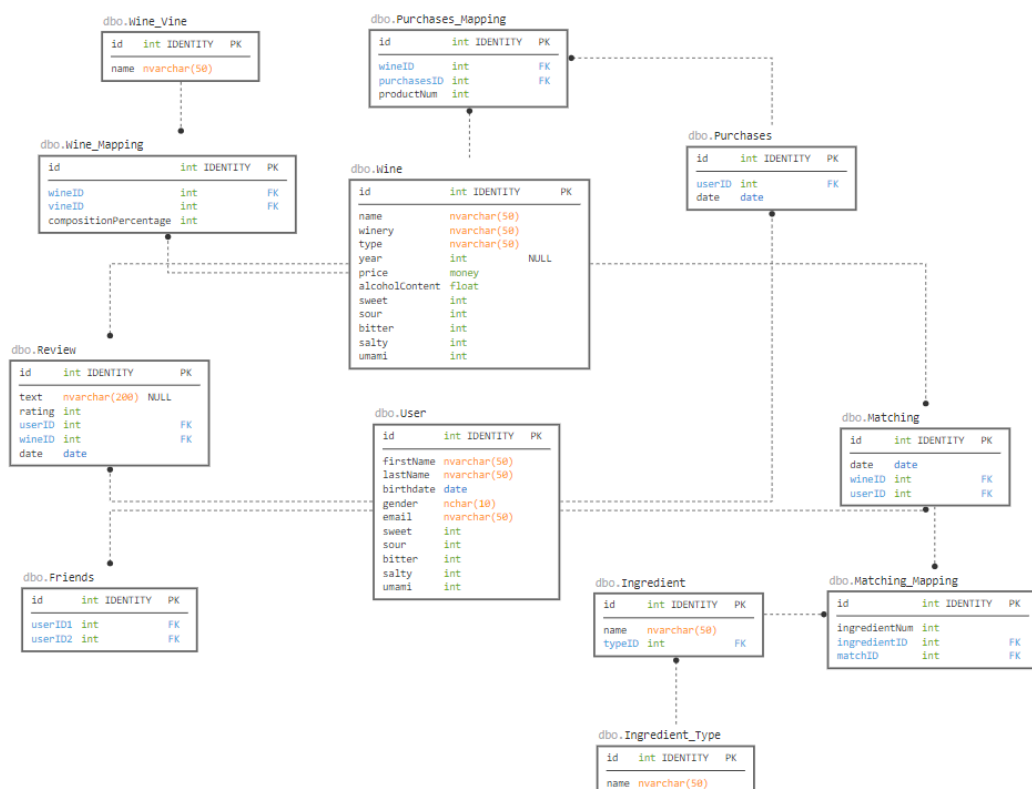 dbo.Wine_Vine
id int IDENTITY PK
name nvarchar(50)
dbo.Purchases_Mapping
id int IDENTITY PK
wineID int FK
purchasesID int FK
productNum int
dbo.Purchases
id int IDENTITY PK
userID int FK
date date
dbo.Wine_Mapping
id int IDENTITY PK
wineID int FK
vineID int FK
compositionPercentage int
dbo.Wine
id int IDENTITY PK
name nvarchar(50)
winery nvarchar(50)
type nvarchar(50)
year int NULL
price money
alcoholContent float
sweet int
sour int
bitter int
salty int
umami int
dbo.Review
id int IDENTITY PK
text nvarchar(200) NULL
rating int
userID int FK
wineID int FK
date date
dbo.User
id int IDENTITY PK
firstName nvarchar(50)
lastName nvarchar(50)
birthdate date
gender nchar(10)
email nvarchar(50)
sweet int
sour int
bitter int
salty int
umami int
dbo.Matching
id int IDENTITY PK
date date
wineID int FK
userID int FK
dbo.Friends
id int IDENTITY PK
userID1 int FK
userID2 int FK
dbo.Ingredient
id int IDENTITY PK
name nvarchar(50)
typeID int FK
dbo.Matching_Mapping
id int IDENTITY PK
ingredientNum int
ingredientID int FK
matchID int FK
dbo.Ingredient_Type
id int IDENTITY PK
name nvarchar(50)